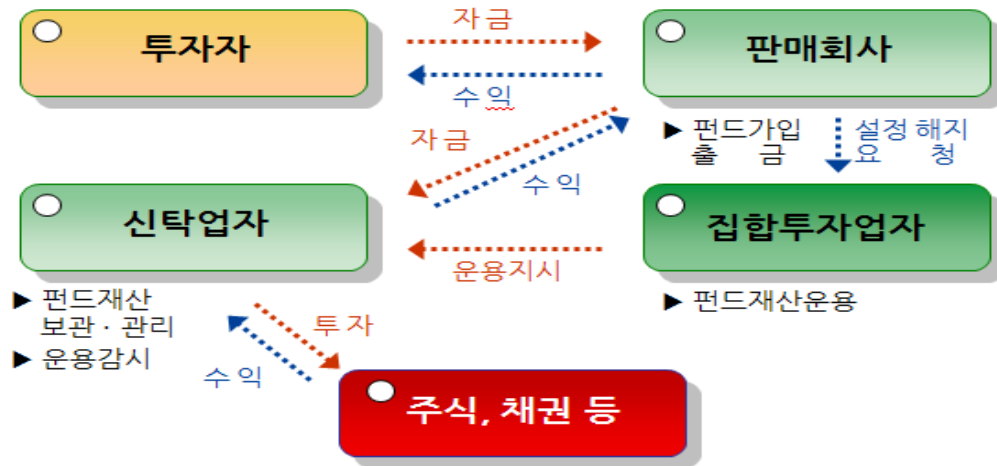 투자자
자 금
수 익
판매회사
▶ 펀드가입
출 금
설정 해지
요 청
자 금
수 익
신탁업자
운용지시
집합투자업자
▶ 펀드재산
보관 · 관리
▶ 운용감시
▶ 펀드재산운용
투 자
수 익
주식, 채권 등